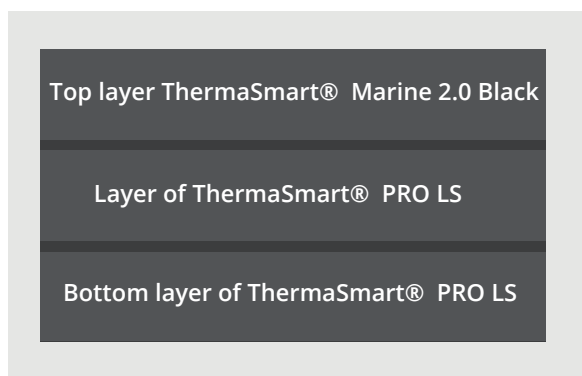 Top layer ThermaSmart® Marine 2.0 Black
Layer of ThermaSmart® PRO LS
Bottom layer of ThermaSmart® PRO LS